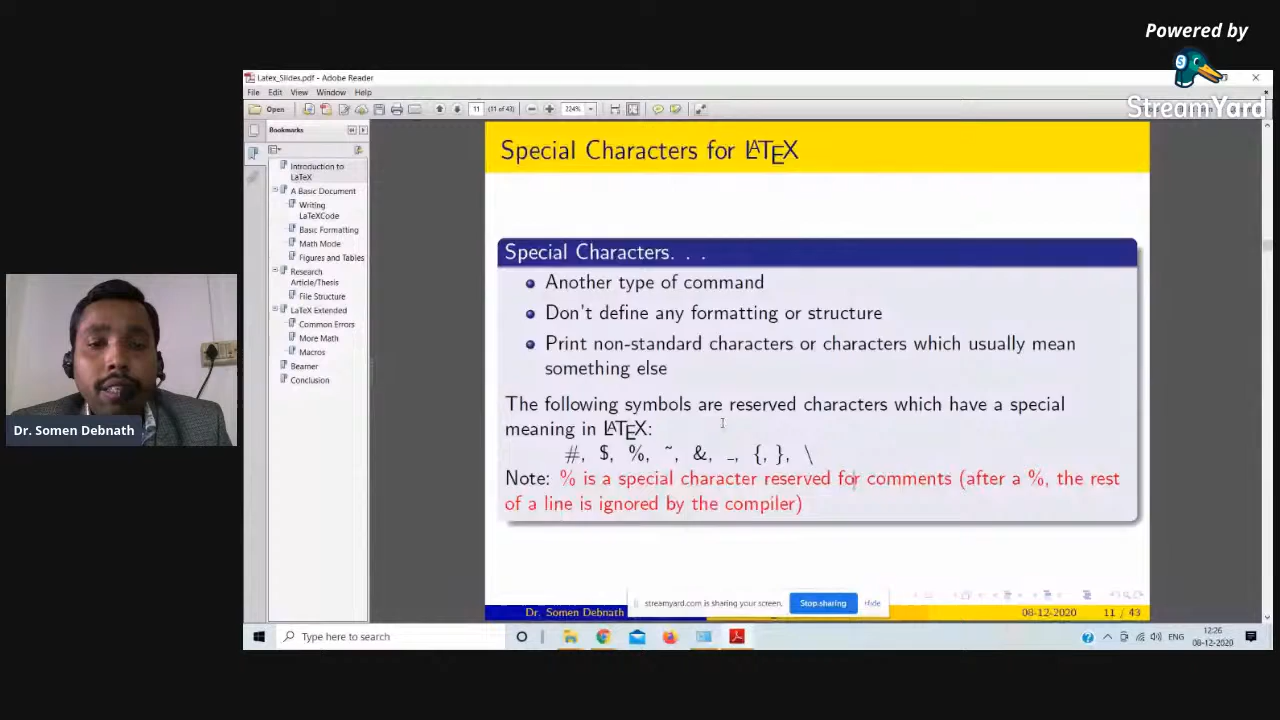 Powered by
StreamYard
Latex_Slides.pdf - Adobe Reader
File Edit View Window Help
Open
11
(11 of 43)
224%
Bookmarks
Introduction to
LaTeX
A Basic Document
Writing
LaTeXCode
Basic Formatting
Math Mode
Figures and Tables
Research
Article/Thesis
File Structure
LaTeX Extended
Common Errors
More Math
Macros
Beamer
Conclusion
Special Characters for LATEX
Special Characters. . .
Another type of command
Don't define any formatting or structure
Print non-standard characters or characters which usually mean
something else
The following symbols are reserved characters which have a special
meaning in LATEX:
#, $, %, ~, &, _, {, }, \
Note: % is a special character reserved for comments (after a %, the rest
of a line is ignored by the compiler)
Dr. Somen Debnath
streamyard.com is sharing your screen.
Stop sharing
Hide
Dr. Somen Debnath
08-12-2020
11 / 43
Type here to search
ENG
12:26
08-12-2020